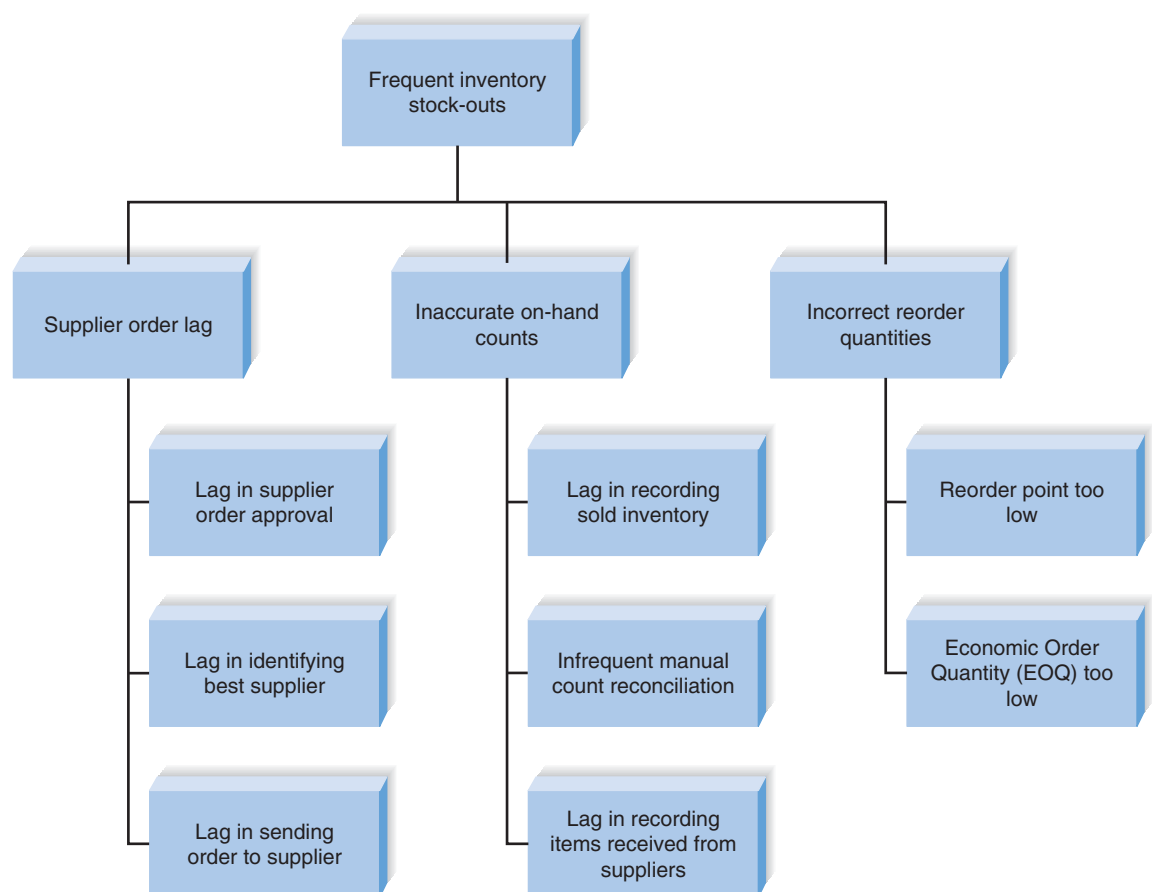 Frequent inventory
stock-outs
Supplier order lag
Inaccurate on-hand
counts
Incorrect reorder
quantities
Lag in supplier
order approval
Lag in identifying
best supplier
Lag in sending
order to supplier
Lag in recording
sold inventory
Infrequent manual
count reconciliation
Lag in recording
items received from
suppliers
Reorder point too
low
Economic Order
Quantity (EOQ) too
low